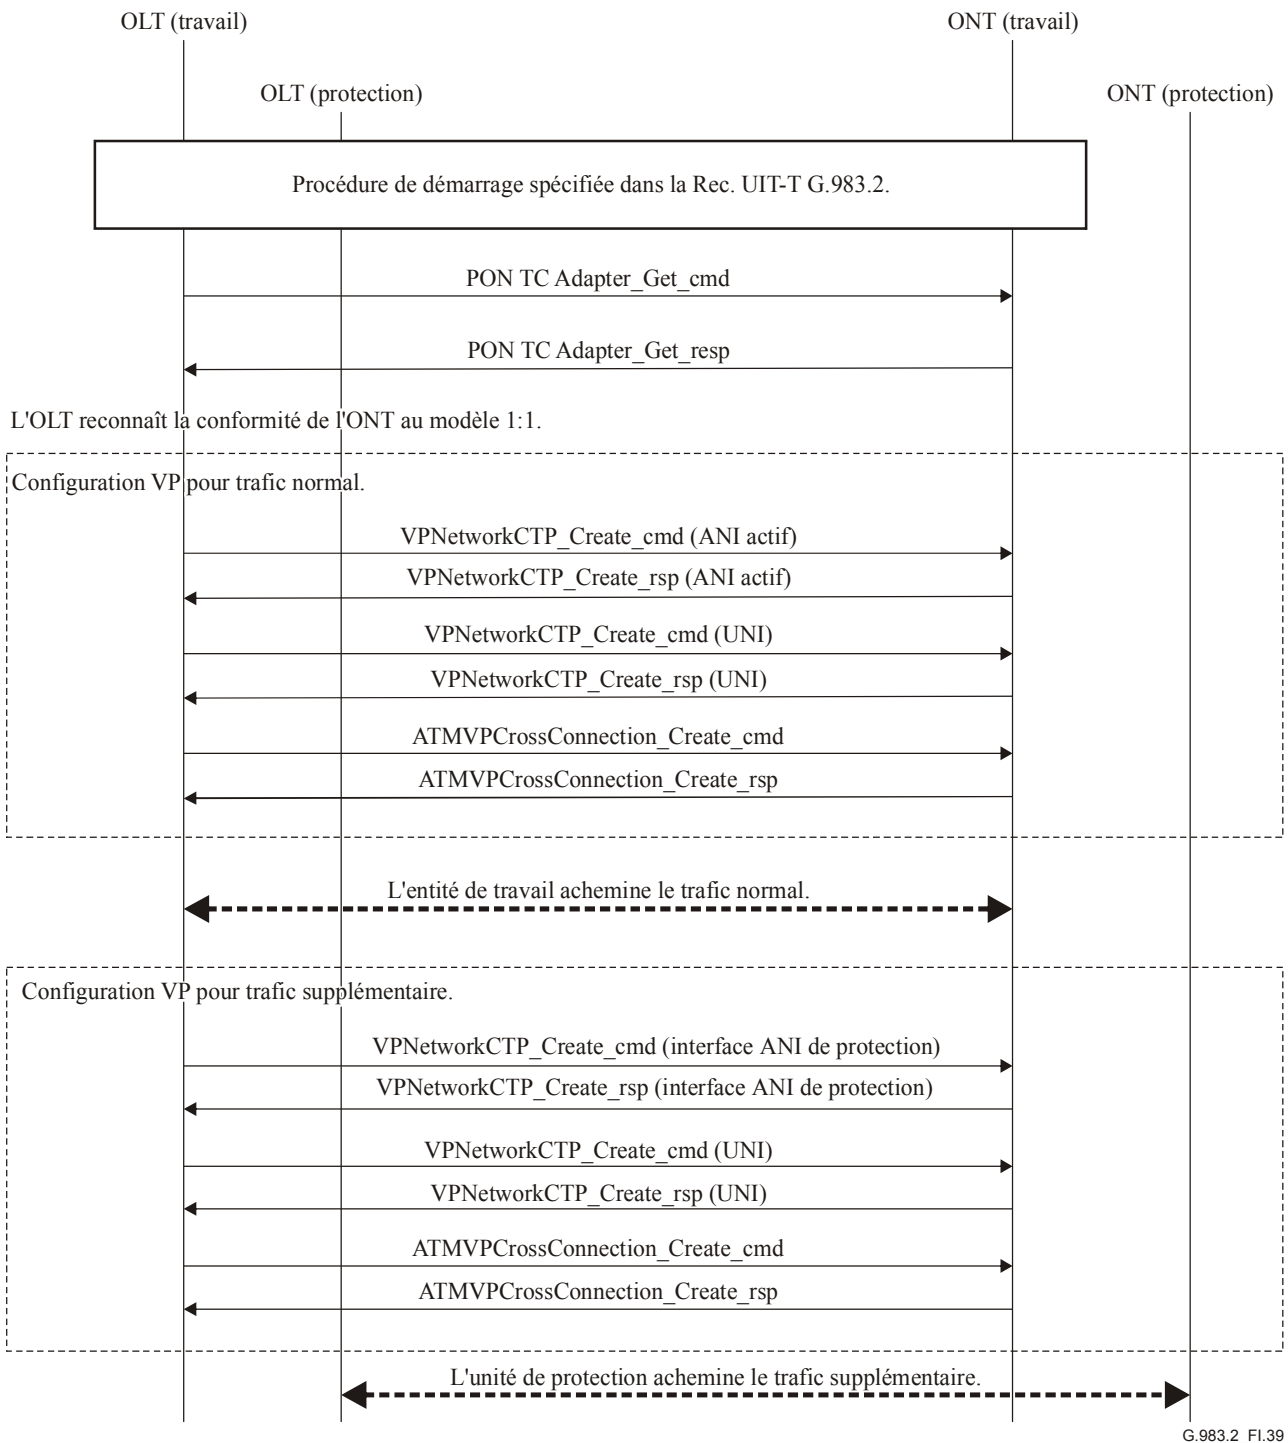 OLT (travail)
ONT (travail)
OLT (protection)
ONT (protection)
Procédure de démarrage spécifiée dans la Rec. UIT-T G.983.2.
PON TC Adapter_Get_cmd
PON TC Adapter_Get_resp
L'OLT reconnaît la conformité de l'ONT au modèle 1:1.
Configuration VP pour trafic normal.
VPNetworkCTP_Create_cmd (ANI actif)
VPNetworkCTP_Create_rsp (ANI actif)
VPNetworkCTP_Create_cmd (UNI)
VPNetworkCTP_Create_rsp (UNI)
ATMVPCrossConnection_Create_cmd
ATMVPCrossConnection_Create_rsp
L'entité de travail achemine le trafic normal.
Configuration VP pour trafic supplémentaire.
VPNetworkCTP_Create_cmd (interface ANI de protection)
VPNetworkCTP_Create_rsp (interface ANI de protection)
VPNetworkCTP_Create_cmd (UNI)
VPNetworkCTP_Create_rsp (UNI)
ATMVPCrossConnection_Create_cmd
ATMVPCrossConnection_Create_rsp
L'unité de protection achemine le trafic supplémentaire.
G.983.2_FI.39